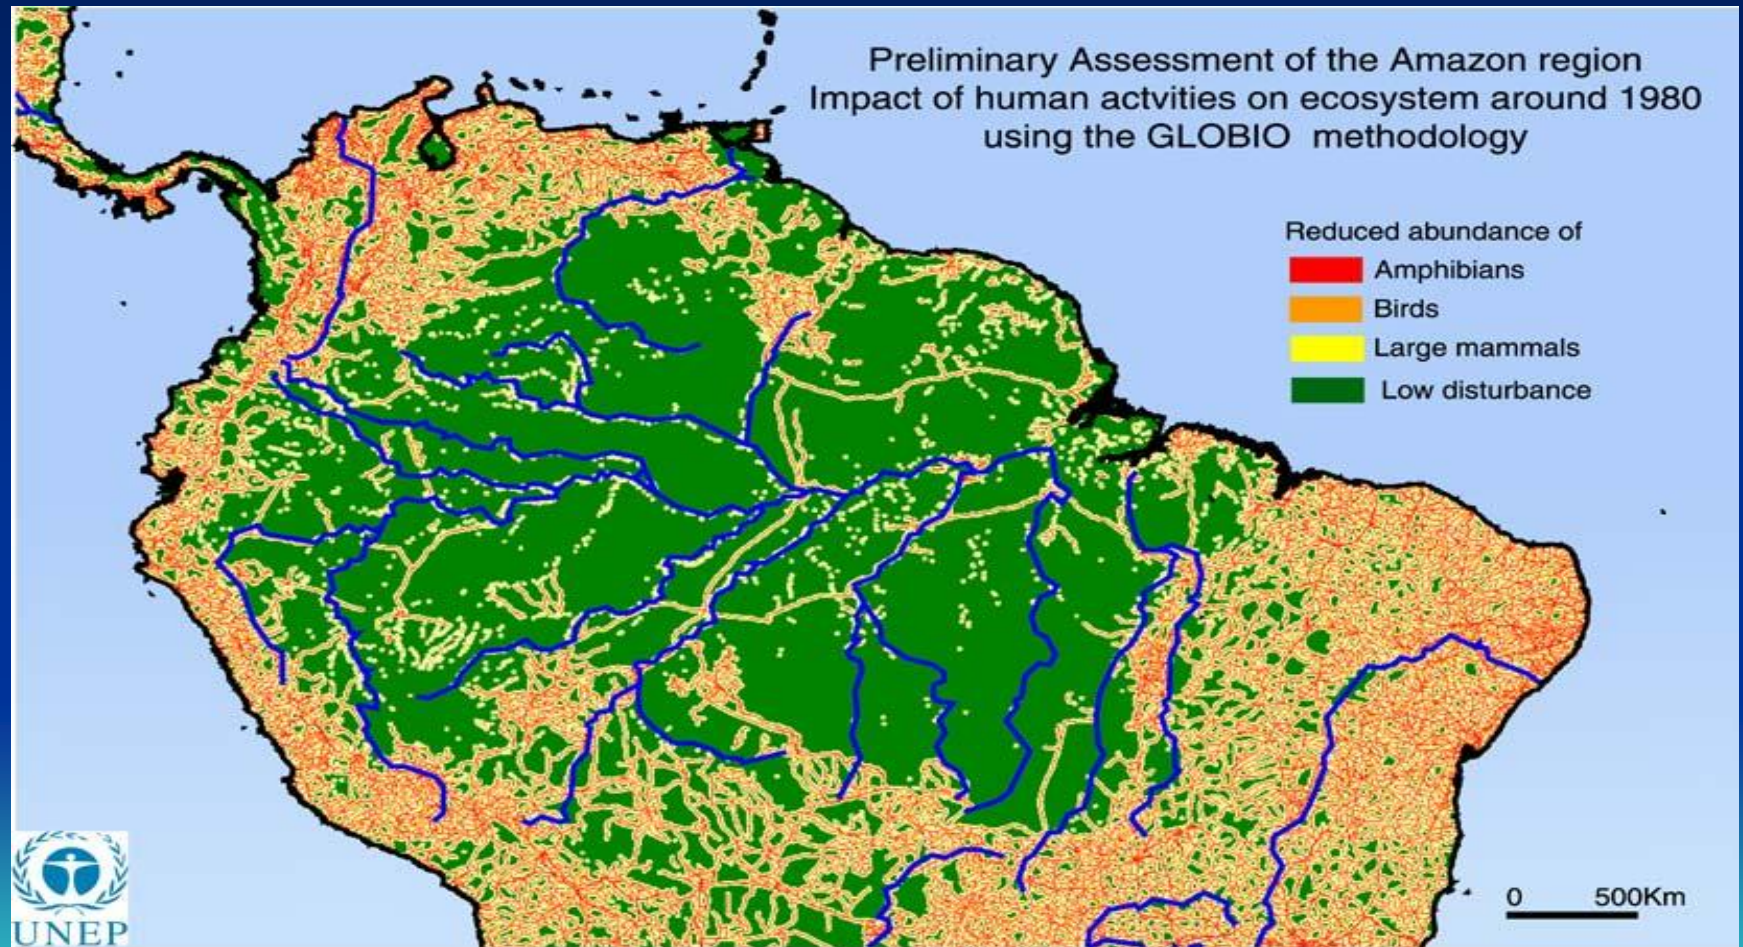 Preliminary Assessment of the Amazon region
Impact of human actvities on ecosystem around 1980
using the GLOBIO methodology
Reduced abundance of
Amphibians
Birds
Large mammals
Low disturbance
0 500Km
UNEP